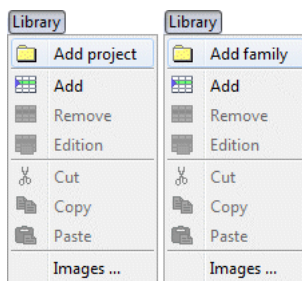 Library
Add project
Add
Remove
Edition
Cut
Copy
Paste
Images ...
Library
Add family
Add
Remove
Edition
Cut
Copy
Paste
Images ...